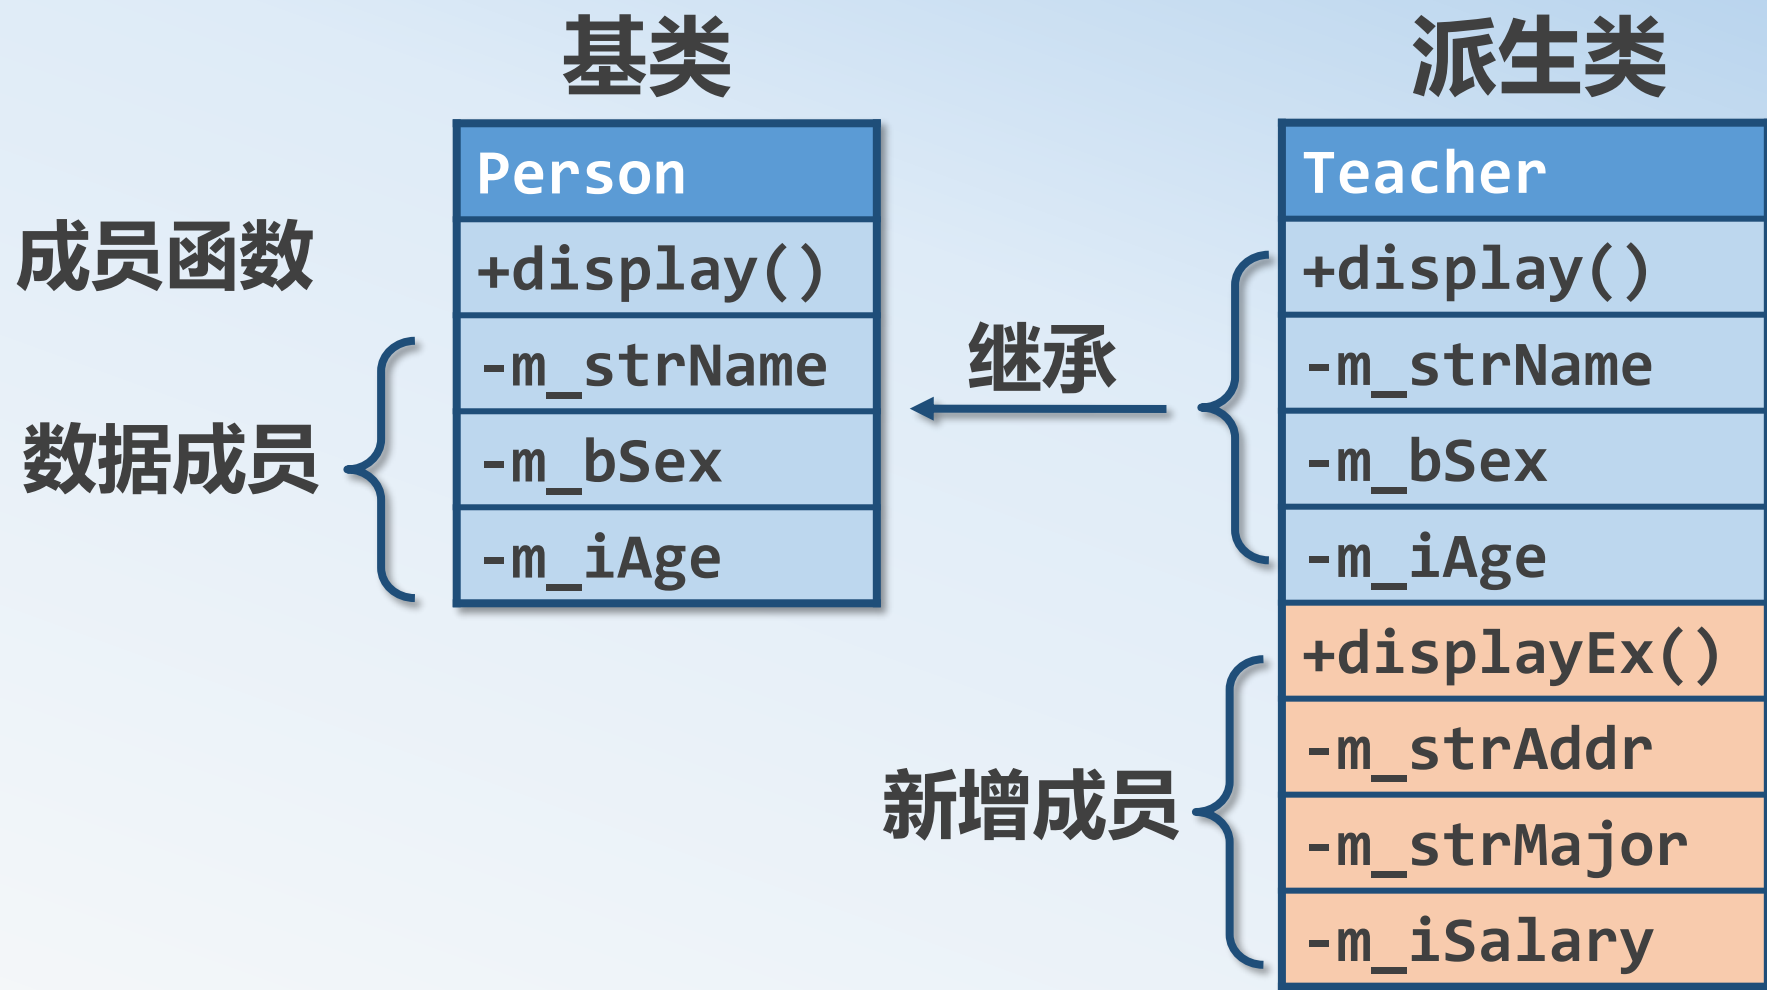 基类
派生类
Person
+display()
-m_strName
-m_bSex
-m_iAge
成员函数
数据成员
继承
Teacher
+display()
-m_strName
-m_bSex
-m_iAge
+displayEx()
-m_strAddr
-m_strMajor
-m_iSalary
新增成员